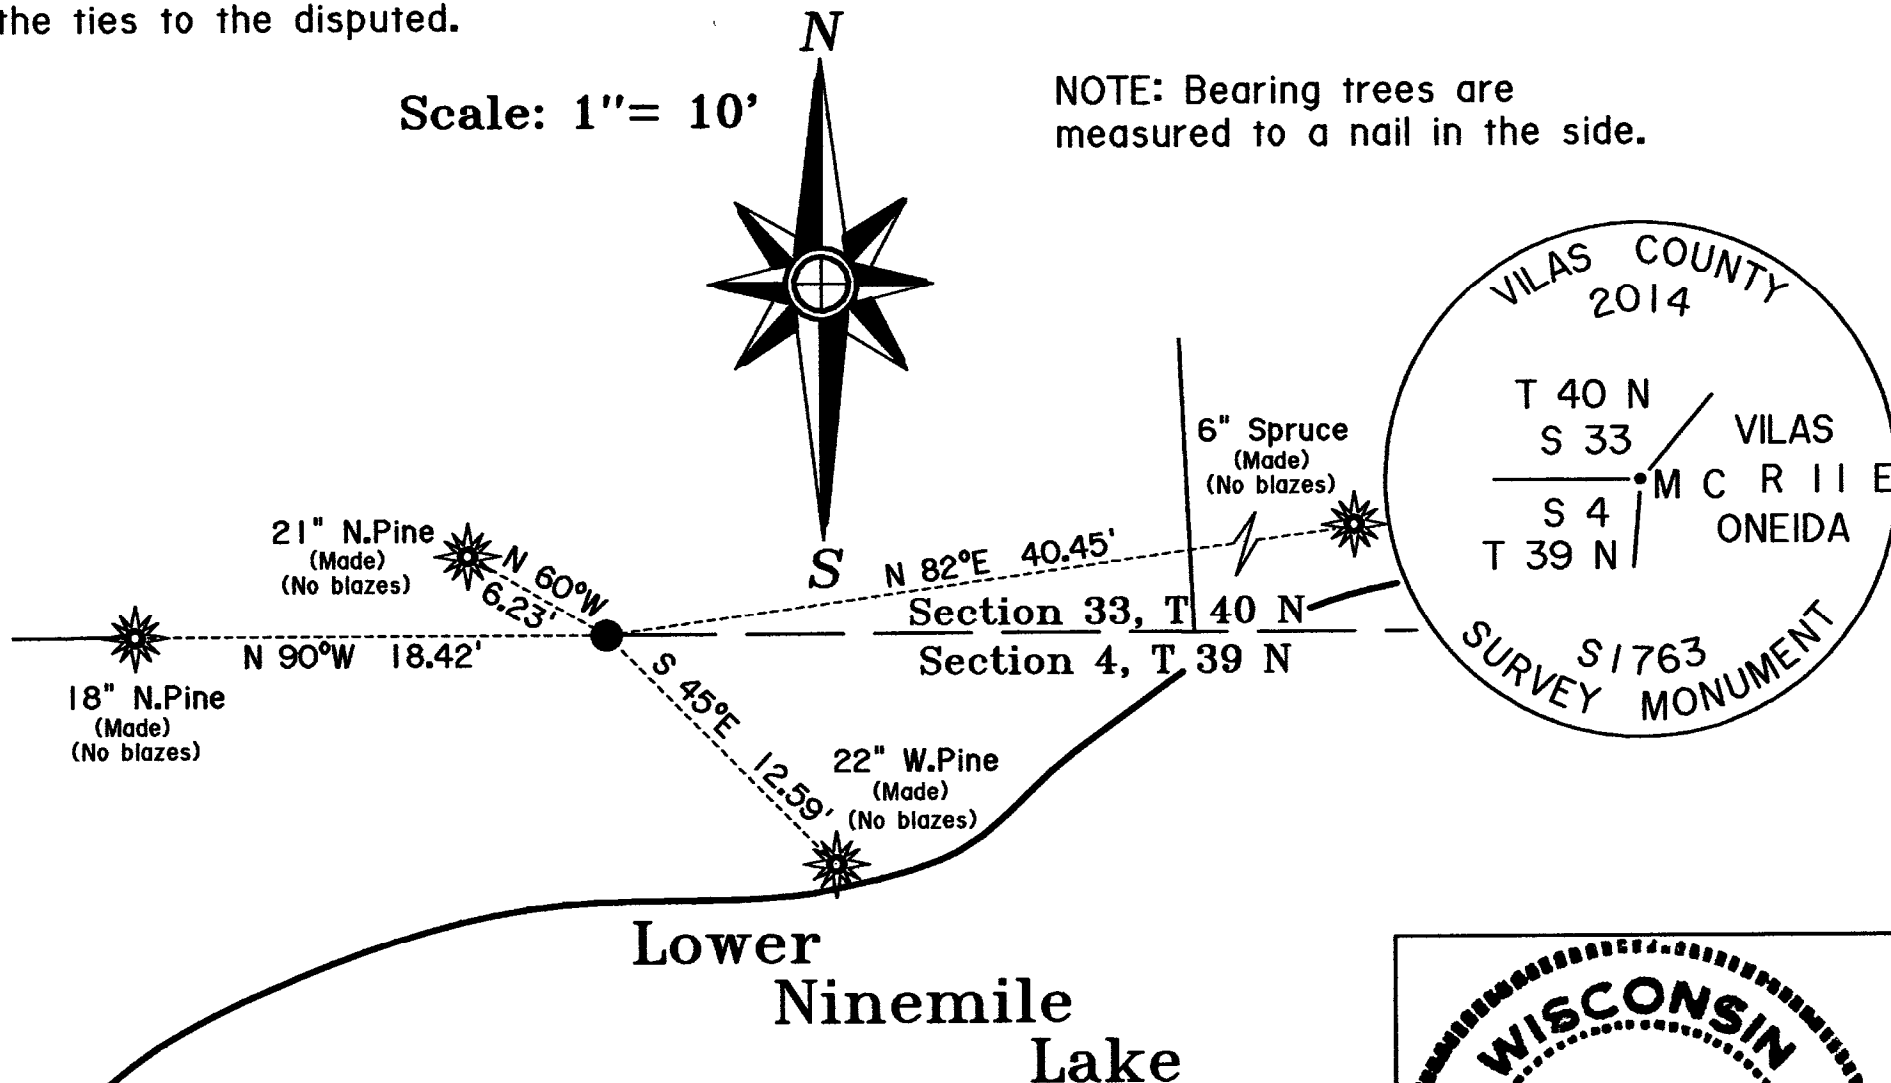 the ties to the disputed.
N
Scale: 1"= 10'
NOTE: Bearing trees are
measured to a nail in the side.
VILAS COUNTY
2014
T 40 N
S 33
VILAS
M C R 11 E
S 4
ONEIDA
T 39 N
S1763
SURVEY MONUMENT
6" Spruce
(Made)
(No blazes)
21" N.Pine
(Made)
(No blazes)
N 60°W
6.23'
S
N 82°E 40.45'
Section 33, T 40 N
Section 4, T 39 N
N 90°W 18.42'
18" N.Pine
(Made)
(No blazes)
S 45°E 12.59'
22" W.Pine
(Made)
(No blazes)
Lower
Ninemile
Lake
WISCONSIN